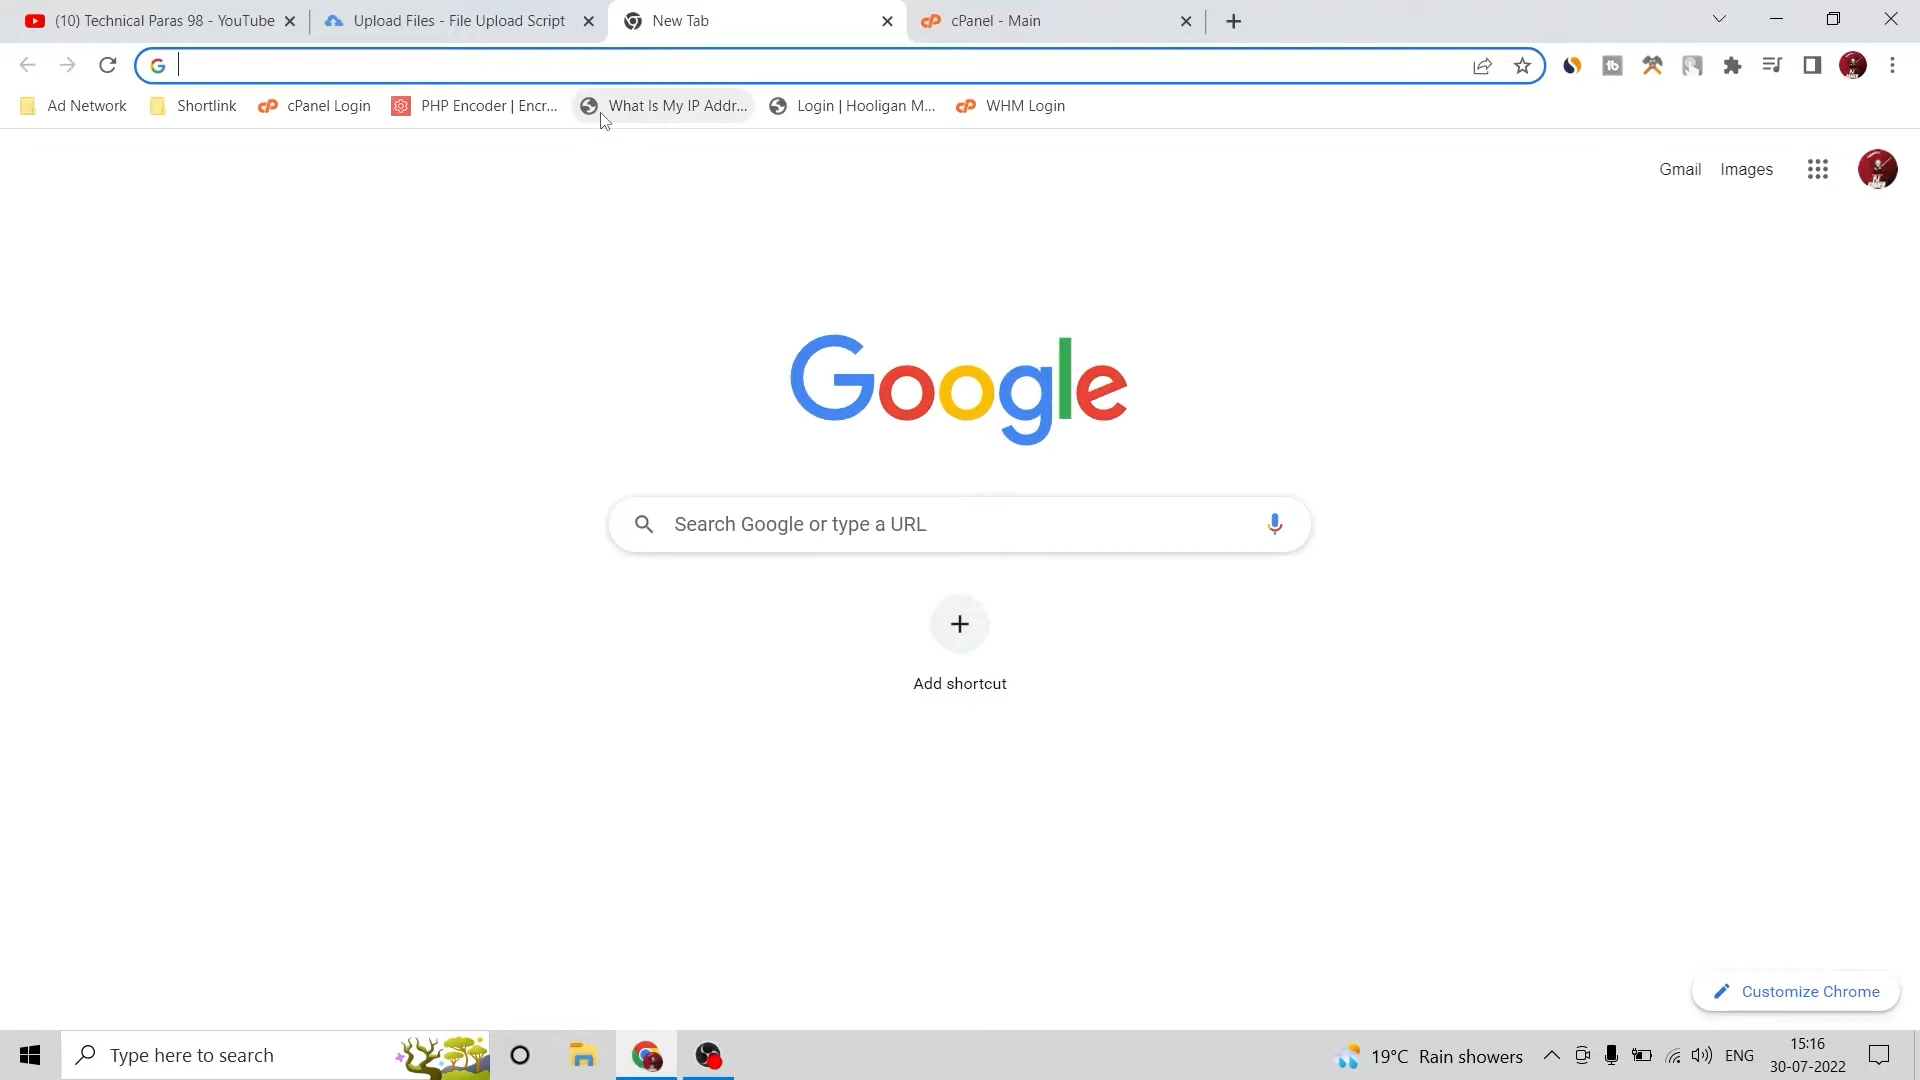 (10) Technical Paras 98 - YouTube
Upload Files - File Upload Script
New Tab
cPanel - Main
Ad Network
Shortlink
cPanel Login
PHP Encoder | Encr...
What Is My IP Addr...
Login | Hooligan M...
WHM Login
Gmail
Images
Google
Search Google or type a URL
Add shortcut
Customize Chrome
Type here to search
19°C Rain showers
ENG
15:16
30-07-2022